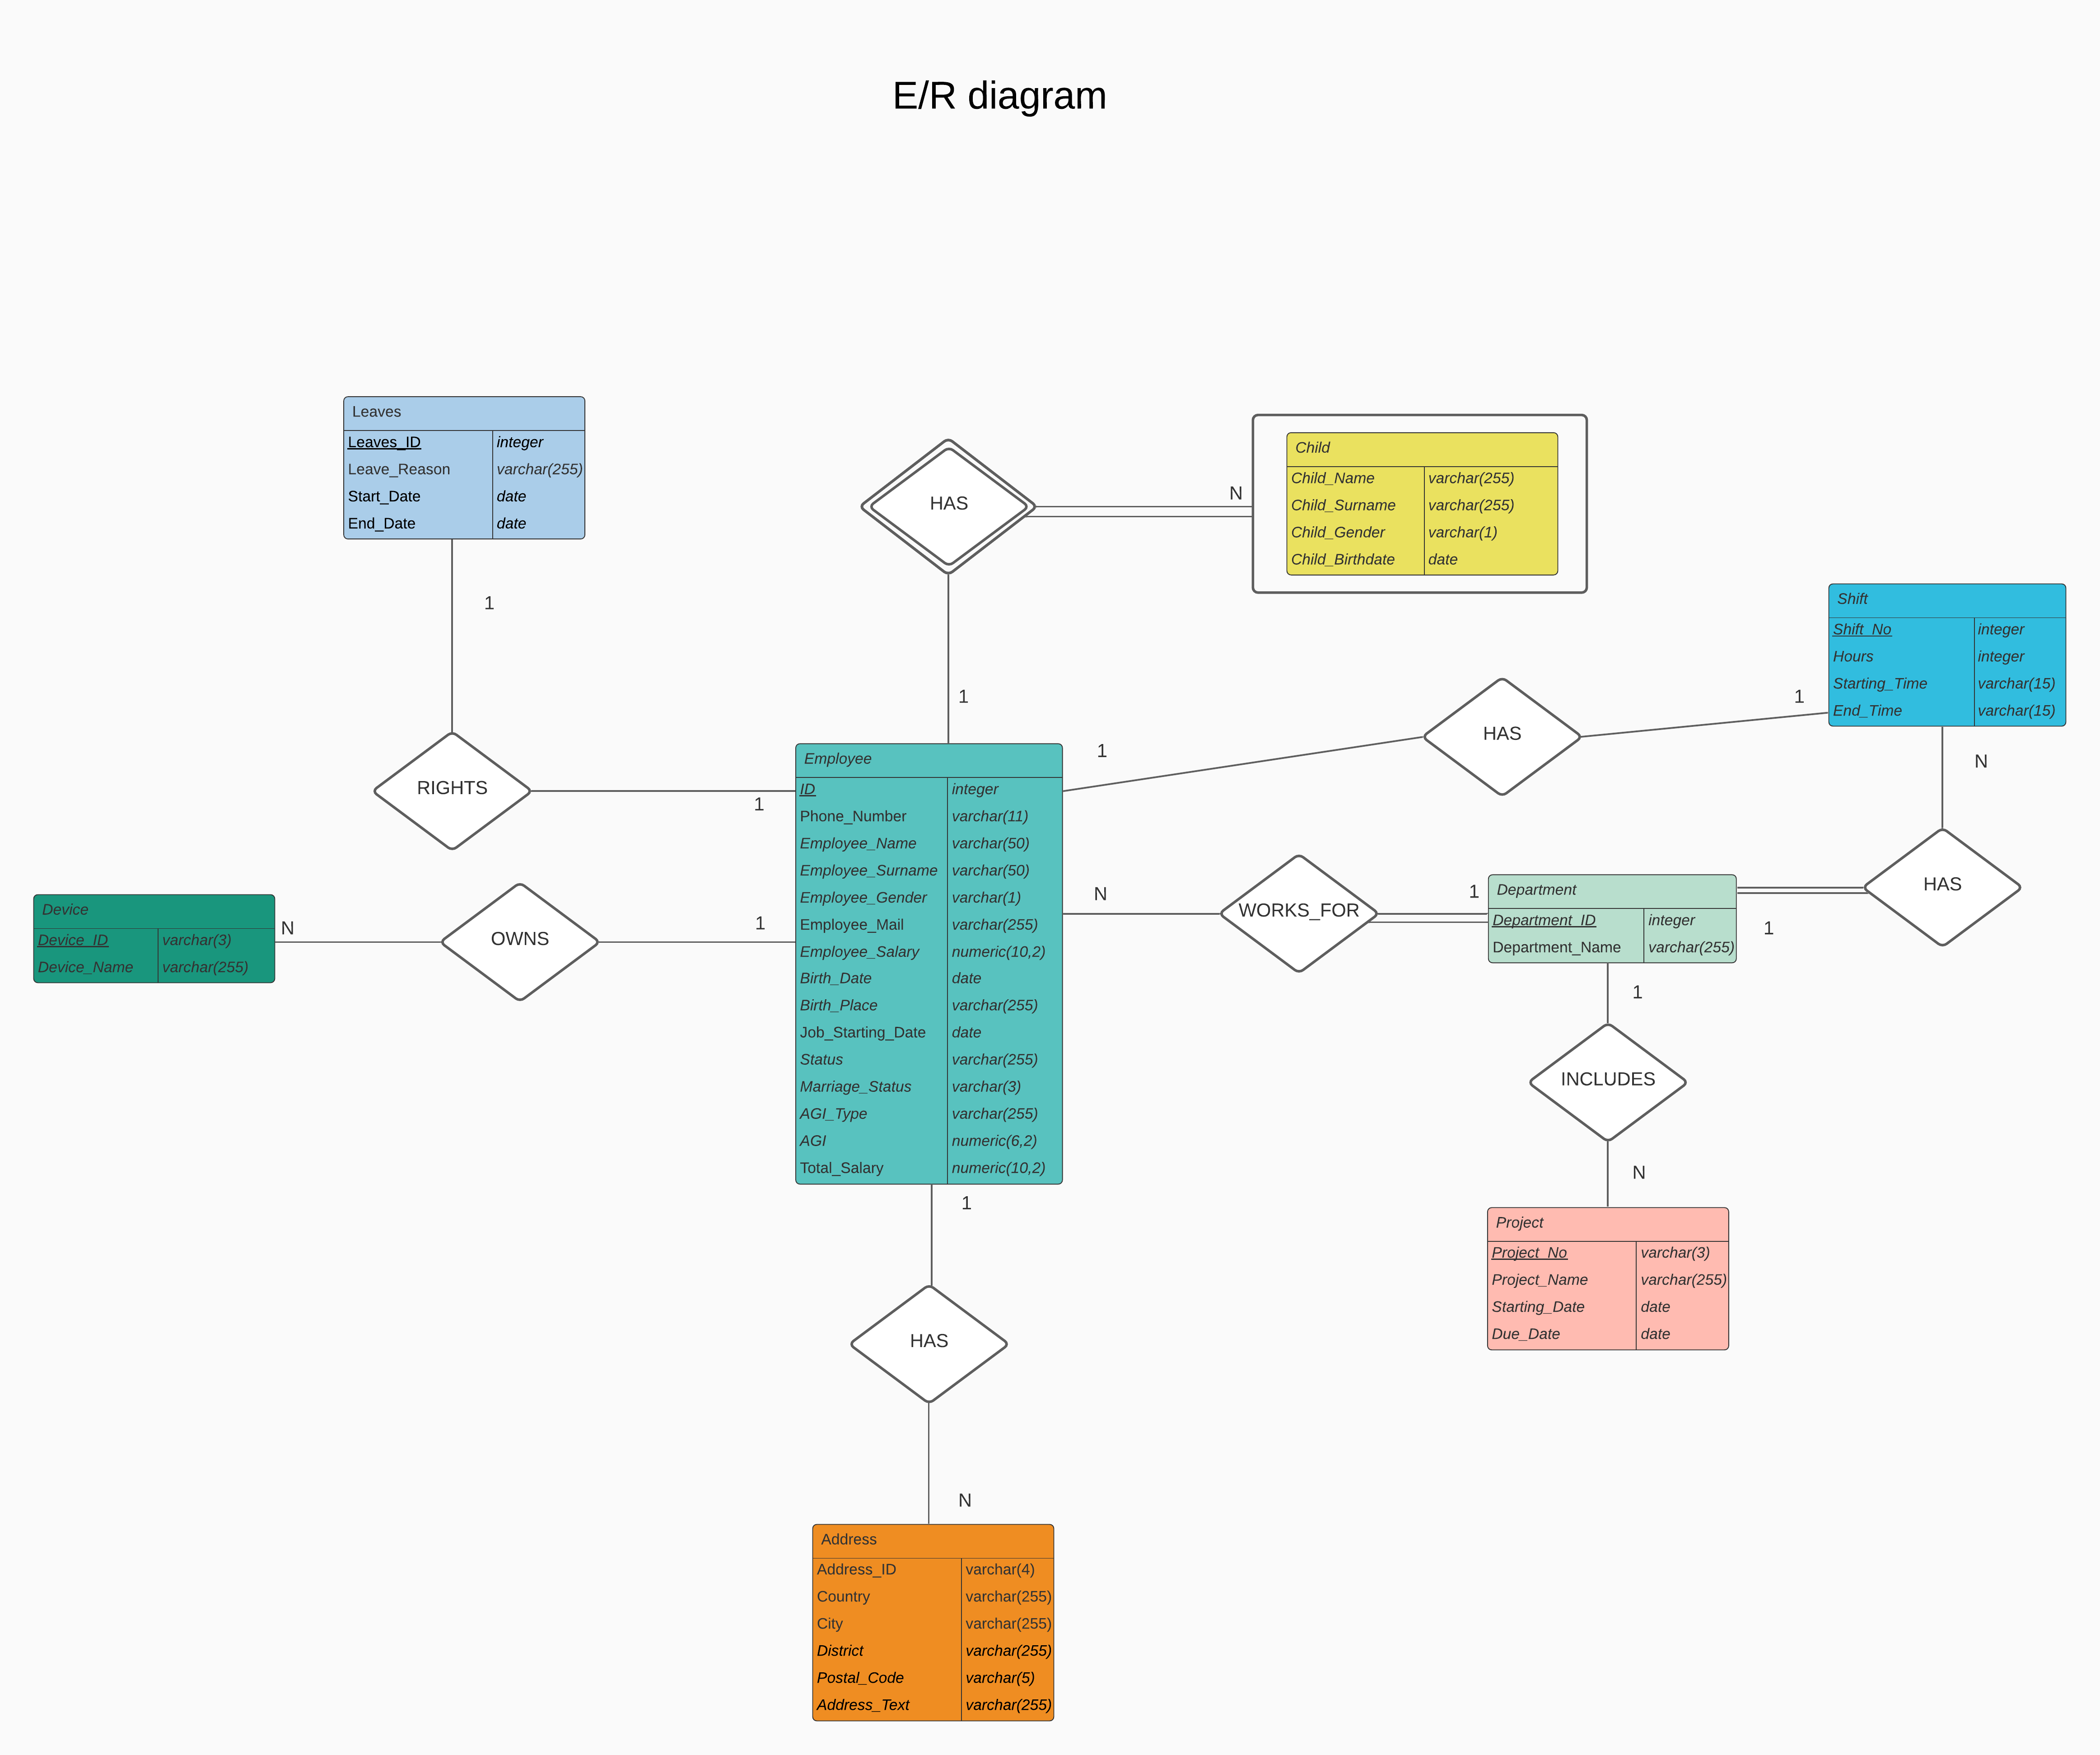 E/R diagram
Leaves
Leaves_ID integer
Leave_Reason varchar(255)
Start_Date date
End_Date date
1
RIGHTS
1
HAS
N
1
Child
Child_Name varchar(255)
Child_Surname varchar(255)
Child_Gender varchar(1)
Child_Birthdate date
Shift
Shift_No integer
Hours integer
Starting_Time varchar(15)
End_Time varchar(15)
1
HAS
1
N
HAS
1
Device
Device_ID varchar(3)
Device_Name varchar(255)
N
OWNS
1
Employee
ID integer
Phone_Number varchar(11)
Employee_Name varchar(50)
Employee_Surname varchar(50)
Employee_Gender varchar(1)
Employee_Mail varchar(255)
Employee_Salary numeric(10,2)
Birth_Date date
Birth_Place varchar(255)
Job_Starting_Date date
Status varchar(255)
Marriage_Status varchar(3)
AGI_Type varchar(255)
AGI numeric(6,2)
Total_Salary numeric(10,2)
N
WORKS_FOR
1
Department
Department_ID integer
Department_Name varchar(255)
1
INCLUDES
N
Project
Project_No varchar(3)
Project_Name varchar(255)
Starting_Date date
Due_Date date
1
HAS
N
Address
Address_ID varchar(4)
Country varchar(255)
City varchar(255)
District varchar(255)
Postal_Code varchar(5)
Address_Text varchar(255)